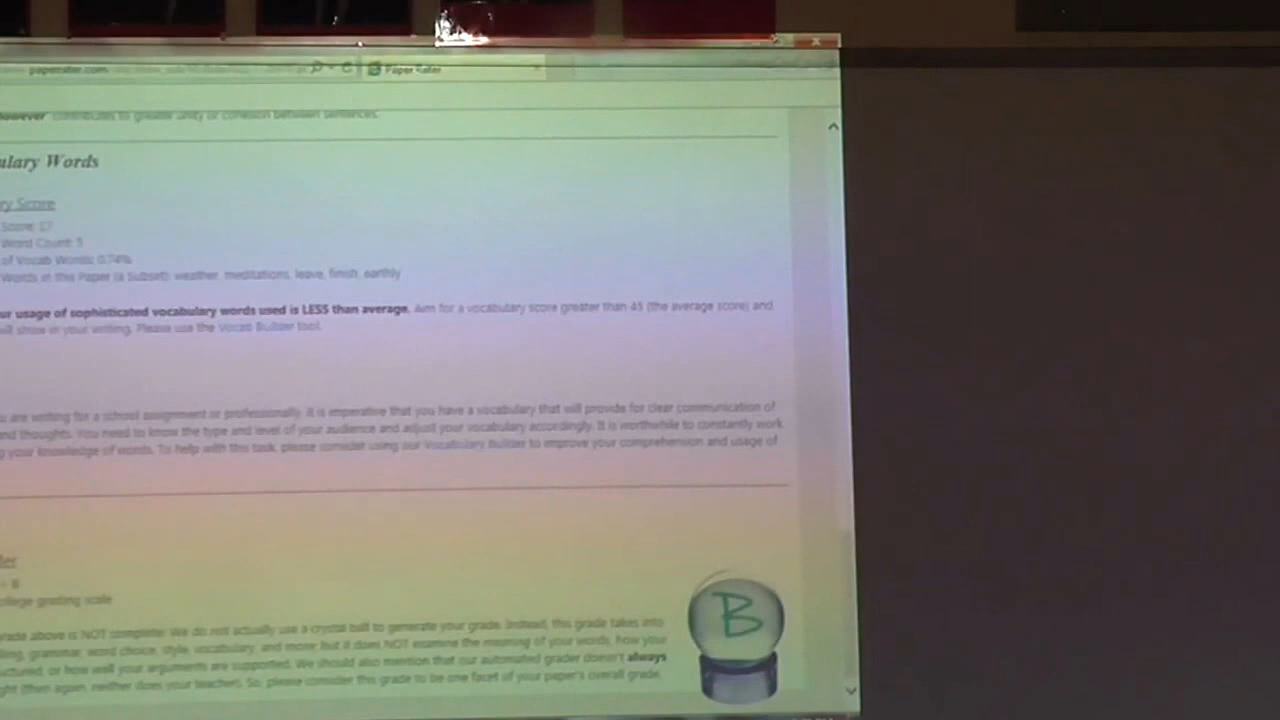 paperrater.com
Paper Rater
however contributes to greater unity or cohesion between sentences.
ulary Words
ry Score
Score: 17
Word Count: 5
of Vocab Words: 0.74%
Words in this Paper (a Subset): weather, meditations, leave, finish, earthly
ur usage of sophisticated vocabulary words used is LESS than average. Aim for a vocabulary score greater than 45 (the average score) and
will show in your writing. Please use the Vocab Builder tool.
u are writing for a school assignment or professionally, it is imperative that you have a vocabulary that will provide for clear communication of
and thoughts. You need to know the type and level of your audience and adjust your vocabulary accordingly. It is worthwhile to constantly work
g your knowledge of words. To help with this task, please consider using our Vocabulary Builder to improve your comprehension and usage of
der
B
ollege grading scale
B
grade above is NOT complete. We do not actually use a crystal ball to generate your grade. Instead, this grade takes into
ling, grammar, word choice, style, vocabulary, and more; but it does NOT examine the meaning of your words, how your
uctured, or how well your arguments are supported. We should also mention that our automated grader doesn't always
ght (then again, neither does your teacher). So, please consider this grade to be one facet of your paper's overall grade.